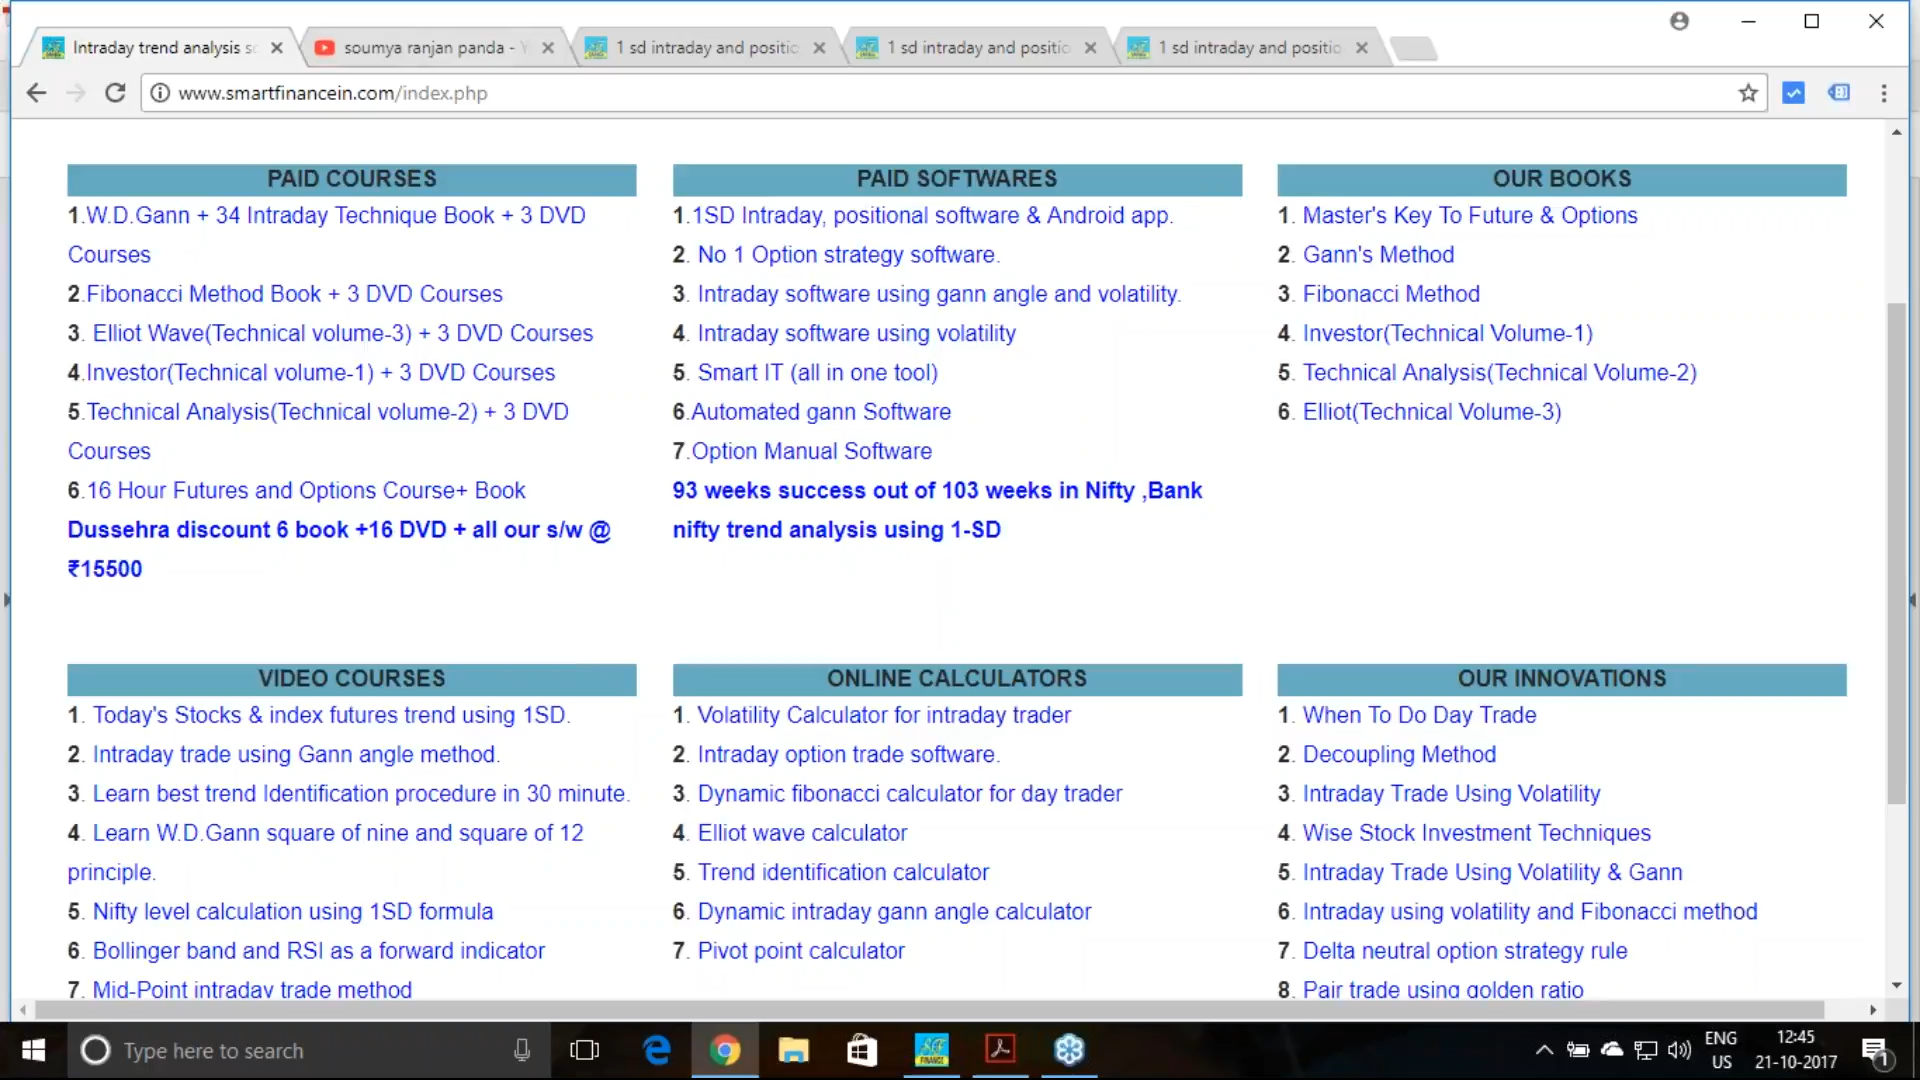 Intraday trend analysis s
soumya ranjan panda -
1 sd intraday and positio
1 sd intraday and positio
1 sd intraday and positio
www.smartfinancein.com/index.php
PAID COURSES
1.W.D.Gann + 34 Intraday Technique Book + 3 DVD
Courses
2.Fibonacci Method Book + 3 DVD Courses
3. Elliot Wave(Technical volume-3) + 3 DVD Courses
4.Investor(Technical volume-1) + 3 DVD Courses
5.Technical Analysis(Technical volume-2) + 3 DVD
Courses
6.16 Hour Futures and Options Course+ Book
Dussehra discount 6 book +16 DVD + all our s/w @
₹15500
PAID SOFTWARES
1.1SD Intraday, positional software & Android app.
2. No 1 Option strategy software.
3. Intraday software using gann angle and volatility.
4. Intraday software using volatility
5. Smart IT (all in one tool)
6.Automated gann Software
7.Option Manual Software
93 weeks success out of 103 weeks in Nifty ,Bank
nifty trend analysis using 1-SD
OUR BOOKS
1. Master's Key To Future & Options
2. Gann's Method
3. Fibonacci Method
4. Investor(Technical Volume-1)
5. Technical Analysis(Technical Volume-2)
6. Elliot(Technical Volume-3)
VIDEO COURSES
1. Today's Stocks & index futures trend using 1SD.
2. Intraday trade using Gann angle method.
3. Learn best trend Identification procedure in 30 minute.
4. Learn W.D.Gann square of nine and square of 12
principle.
5. Nifty level calculation using 1SD formula
6. Bollinger band and RSI as a forward indicator
7. Mid-Point intraday trade method
ONLINE CALCULATORS
1. Volatility Calculator for intraday trader
2. Intraday option trade software.
3. Dynamic fibonacci calculator for day trader
4. Elliot wave calculator
5. Trend identification calculator
6. Dynamic intraday gann angle calculator
7. Pivot point calculator
OUR INNOVATIONS
1. When To Do Day Trade
2. Decoupling Method
3. Intraday Trade Using Volatility
4. Wise Stock Investment Techniques
5. Intraday Trade Using Volatility & Gann
6. Intraday using volatility and Fibonacci method
7. Delta neutral option strategy rule
8. Pair trade using golden ratio
Type here to search
FINANCE
ENG
US
12:45
21-10-2017
1